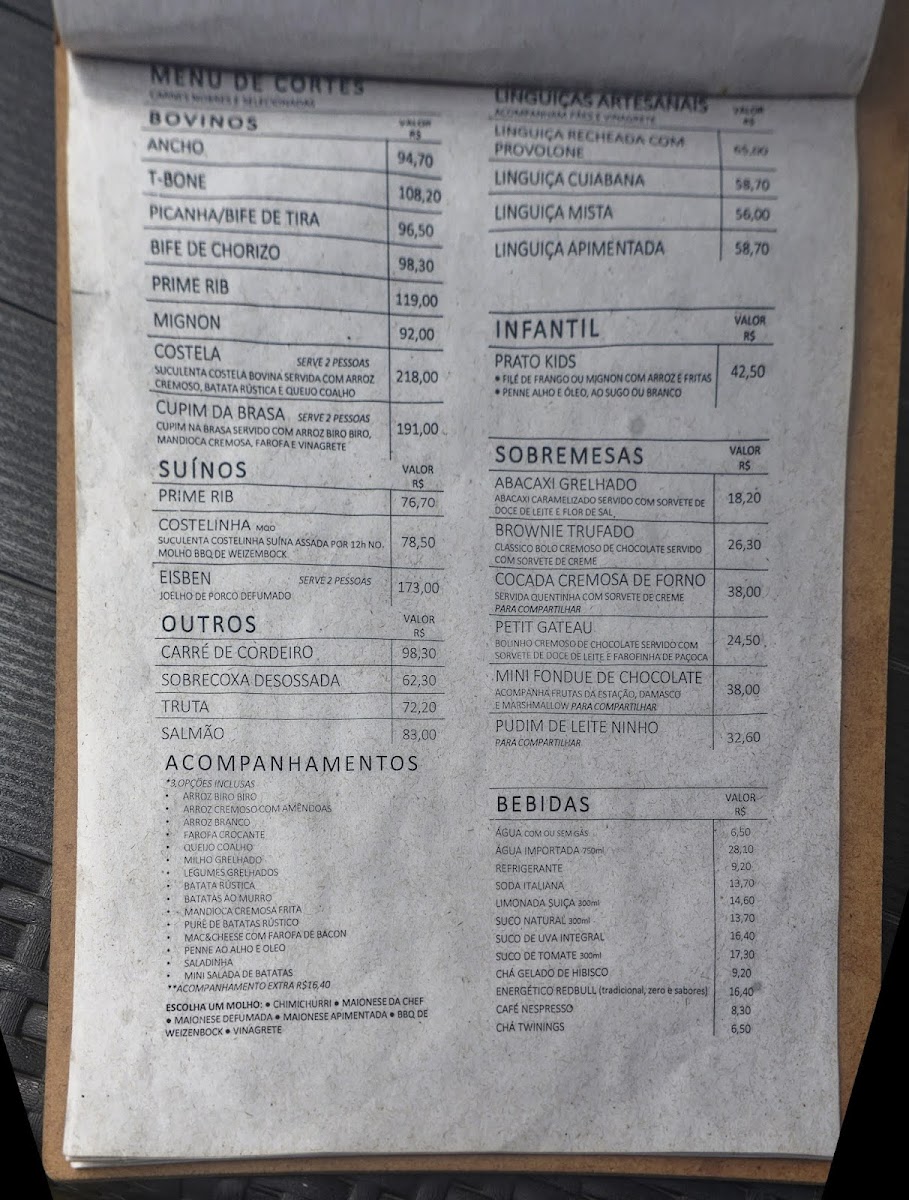 MENU DE CORTES
CARNES NOBRES E SELECIONADAS
BOVINOS VALOR R$
ANCHO 94,70
T-BONE 108,20
PICANHA/BIFE DE TIRA 96,50
BIFE DE CHORIZO 98,30
PRIME RIB 119,00
MIGNON 92,00
COSTELA SERVE 2 PESSOAS 218,00
SUCULENTA COSTELA BOVINA SERVIDA COM ARROZ
CREMOSO, BATATA RÚSTICA E QUEIJO COALHO
CUPIM DA BRASA SERVE 2 PESSOAS 191,00
CUPIM NA BRASA SERVIDO COM ARROZ BIRO BIRO,
MANDIOCA CREMOSA, FAROFA E VINAGRETE
SUÍNOS VALOR R$
PRIME RIB 76,70
COSTELINHA MQO 78,50
SUCULENTA COSTELINHA SUÍNA ASSADA POR 12h NO
MOLHO BBQ DE WEIZEMBOCK
EISBEN SERVE 2 PESSOAS 173,00
JOELHO DE PORCO DEFUMADO
OUTROS VALOR R$
CARRÉ DE CORDEIRO 98,30
SOBRECOXA DESOSSADA 62,30
TRUTA 72,20
SALMÃO 83,00
ACOMPANHAMENTOS
*3 OPÇÕES INCLUSAS
• ARROZ BIRO BIRO
• ARROZ CREMOSO COM AMÊNDOAS
• ARROZ BRANCO
• FAROFA CROCANTE
• QUEIJO COALHO
• MILHO GRELHADO
• LEGUMES GRELHADOS
• BATATA RÚSTICA
• BATATAS AO MURRO
• MANDIOCA CREMOSA FRITA
• PURÊ DE BATATAS RÚSTICO
• MAC&CHEESE COM FAROFA DE BACON
• PENNE AO ALHO E OLEO
• SALADINHA
• MINI SALADA DE BATATAS
**ACOMPANHAMENTO EXTRA R$16,40
ESCOLHA UM MOLHO: ● CHIMICHURRI ● MAIONESE DA CHEF
● MAIONESE DEFUMADA ● MAIONESE APIMENTADA ● BBQ DE
WEIZENBOCK ● VINAGRETE
LINGUIÇAS ARTESANAIS VALOR R$
ACOMPANHAM PÃES E VINAGRETE
LINGUIÇA RECHEADA COM
PROVOLONE 65,00
LINGUIÇA CUIABANA 58,70
LINGUIÇA MISTA 56,00
LINGUIÇA APIMENTADA 58,70
INFANTIL VALOR R$
PRATO KIDS 42,50
● FILÉ DE FRANGO OU MIGNON COM ARROZ E FRITAS
● PENNE ALHO E ÓLEO, AO SUGO OU BRANCO
SOBREMESAS VALOR R$
ABACAXI GRELHADO 18,20
ABACAXI CARAMELIZADO SERVIDO COM SORVETE DE
DOCE DE LEITE E FLOR DE SAL
BROWNIE TRUFADO 26,30
CLÁSSICO BOLO CREMOSO DE CHOCOLATE SERVIDO
COM SORVETE DE CREME
COCADA CREMOSA DE FORNO 38,00
SERVIDA QUENTINHA COM SORVETE DE CREME
PARA COMPARTILHAR
PETIT GATEAU 24,50
BOLINHO CREMOSO DE CHOCOLATE SERVIDO COM
SORVETE DE DOCE DE LEITE E FAROFINHA DE PAÇOCA
MINI FONDUE DE CHOCOLATE 38,00
ACOMPANHA FRUTAS DA ESTAÇÃO, DAMASCO
E MARSHMALLOW PARA COMPARTILHAR
PUDIM DE LEITE NINHO 32,60
PARA COMPARTILHAR
BEBIDAS VALOR R$
ÁGUA COM OU SEM GÁS 6,50
ÁGUA IMPORTADA 750ml 28,10
REFRIGERANTE 9,20
SODA ITALIANA 13,70
LIMONADA SUIÇA 300ml 14,60
SUCO NATURAL 300ml 13,70
SUCO DE UVA INTEGRAL 16,40
SUCO DE TOMATE 300ml 17,30
CHÁ GELADO DE HIBISCO 9,20
ENERGÉTICO REDBULL (tradicional, zero e sabores) 16,40
CAFÉ NESPRESSO 8,30
CHÁ TWININGS 6,50